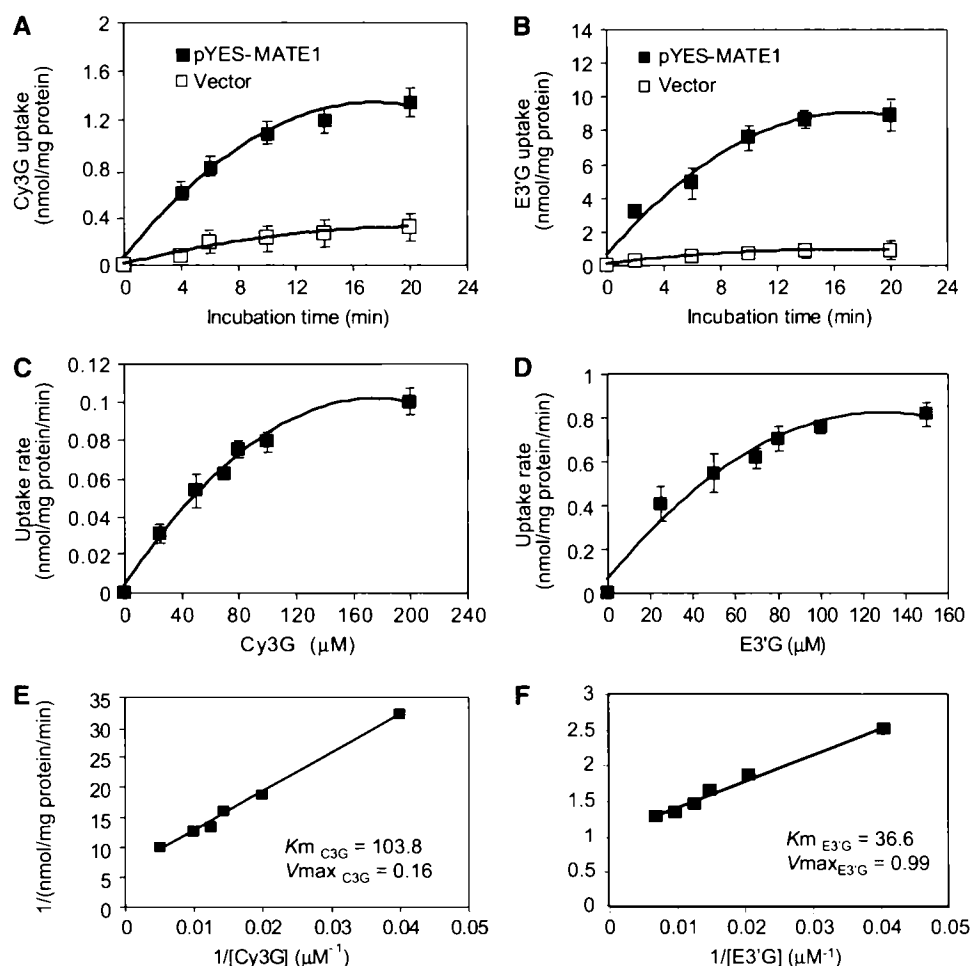 A
Cy3G uptake
(nmol/mg protein)
2
1.6
1.2
0.8
0.4
0
pYES-MATE1
Vector
0 4 8 12 16 20 24
Incubation time (min)
B
E3'G uptake
(nmol/mg protein)
14
12
10
8
6
4
2
0
pYES-MATE1
Vector
0 4 8 12 16 20 24
Incubation time (min)
C
Uptake rate
(nmol/mg protein/min)
0.12
0.1
0.08
0.06
0.04
0.02
0
0 40 80 120 160 200 240
Cy3G (μM)
D
Uptake rate
(nmol/mg protein/min)
1
0.8
0.6
0.4
0.2
0
0 20 40 60 80 100 120 140 160
E3'G (μM)
E
1/(nmol/mg protein/min)
35
30
25
20
15
10
5
0
Km C3G = 103.8
Vmax C3G = 0.16
0 0.01 0.02 0.03 0.04 0.05
1/[Cy3G] (μM-1)
F
3
2.5
2
1.5
1
0.5
0
Km E3'G = 36.6
VmaxE3'G = 0.99
0 0.01 0.02 0.03 0.04 0.05
1/[E3'G] (μM-1)